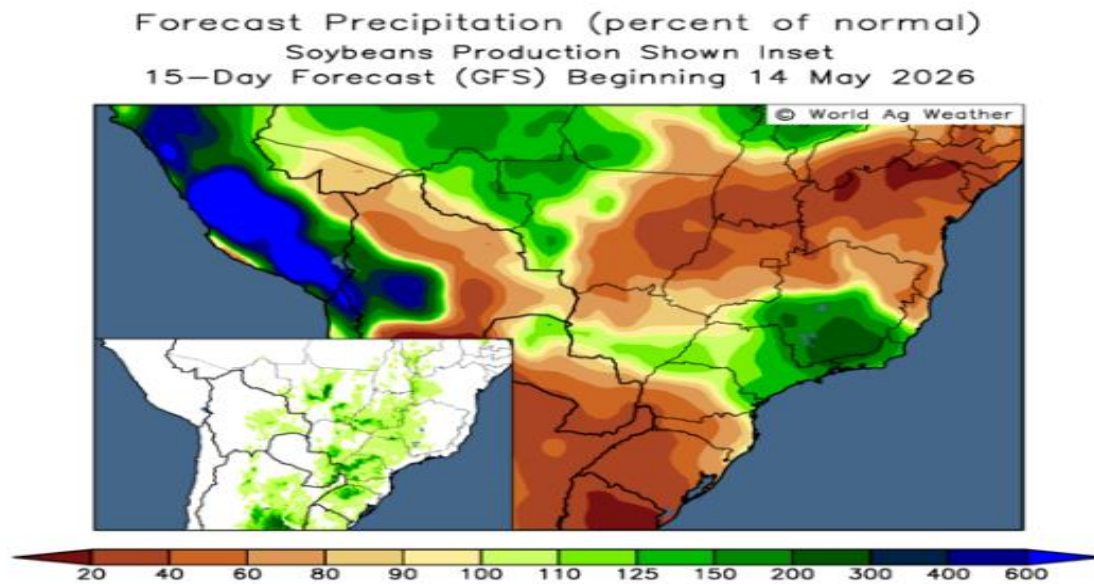 Forecast Precipitation (percent of normal)
Soybeans Production Shown Inset
15-Day Forecast (GFS) Beginning 14 May 2026
© World Ag Weather
20 40 60 80 90 100 110 125 150 200 300 400 600